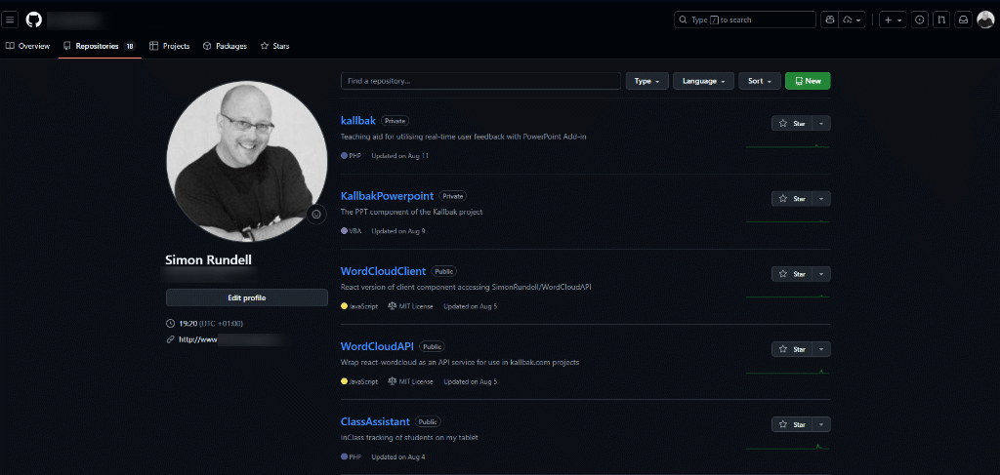 Type / to search
Overview
Repositories 18
Projects
Packages
Stars
Simon Rundell
Edit profile
19:20 (UTC +01:00)
http://www
Find a repository...
Type
Language
Sort
New
kallbak Private
Teaching aid for utilising real-time user feedback with PowerPoint Add-in
PHP Updated on Aug 11
Star
KallbakPowerpoint Private
The PPT component of the Kallbak project
VBA Updated on Aug 9
Star
WordCloudClient Public
React version of client component accessing SimonRundell/WordCloudAPI
JavaScript MIT License Updated on Aug 5
Star
WordCloudAPI Public
Wrap react-wordcloud as an API service for use in kallbak.com projects
JavaScript MIT License Updated on Aug 5
Star
ClassAssistant Public
InClass tracking of students on my tablet
PHP Updated on Aug 4
Star